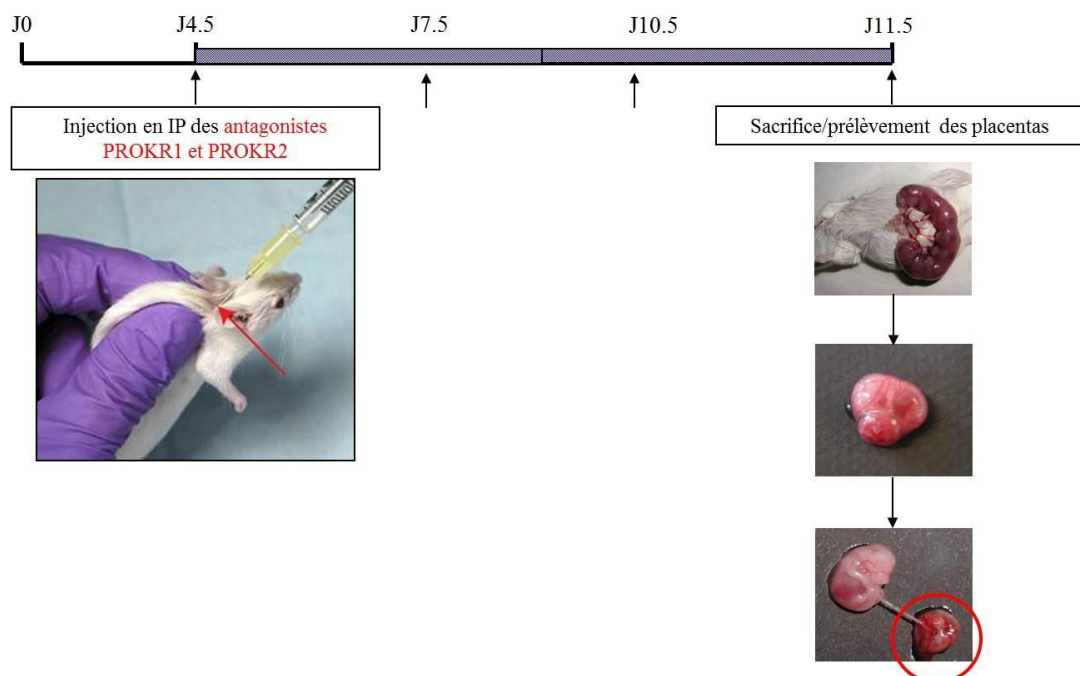 J0 J4.5 J7.5 J10.5 J11.5
Injection en IP des antagonistes
PROKR1 et PROKR2
Sacrifice/prélèvement des placentas